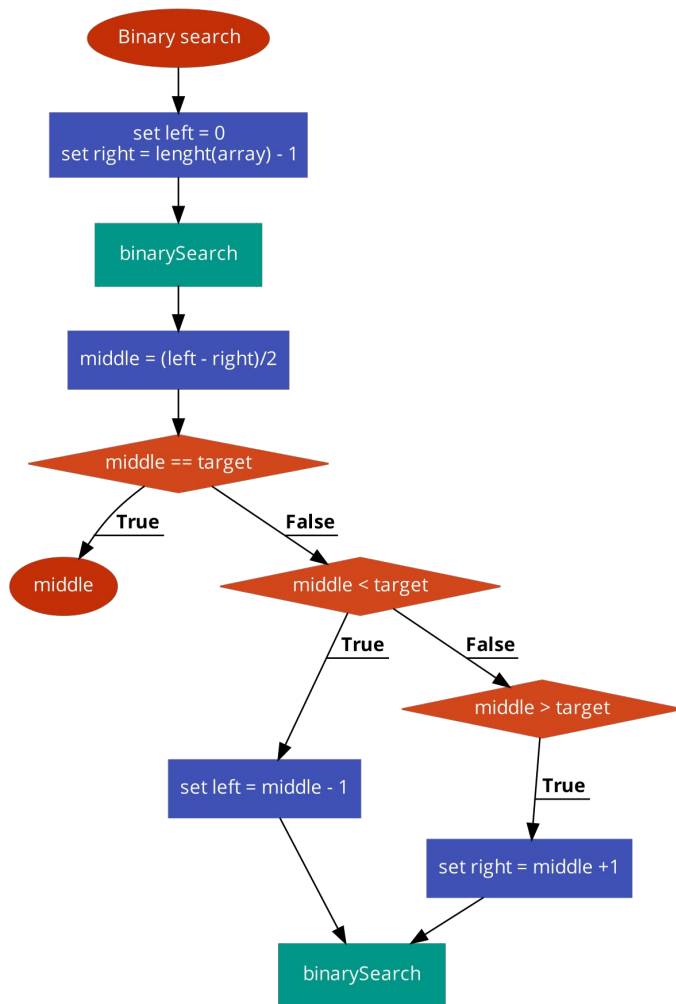 Binary search
set left = 0
set right = lenght(array) - 1
binarySearch
middle = (left - right)/2
middle == target
True
False
middle
middle < target
True
False
middle > target
set left = middle - 1
True
set right = middle +1
binarySearch